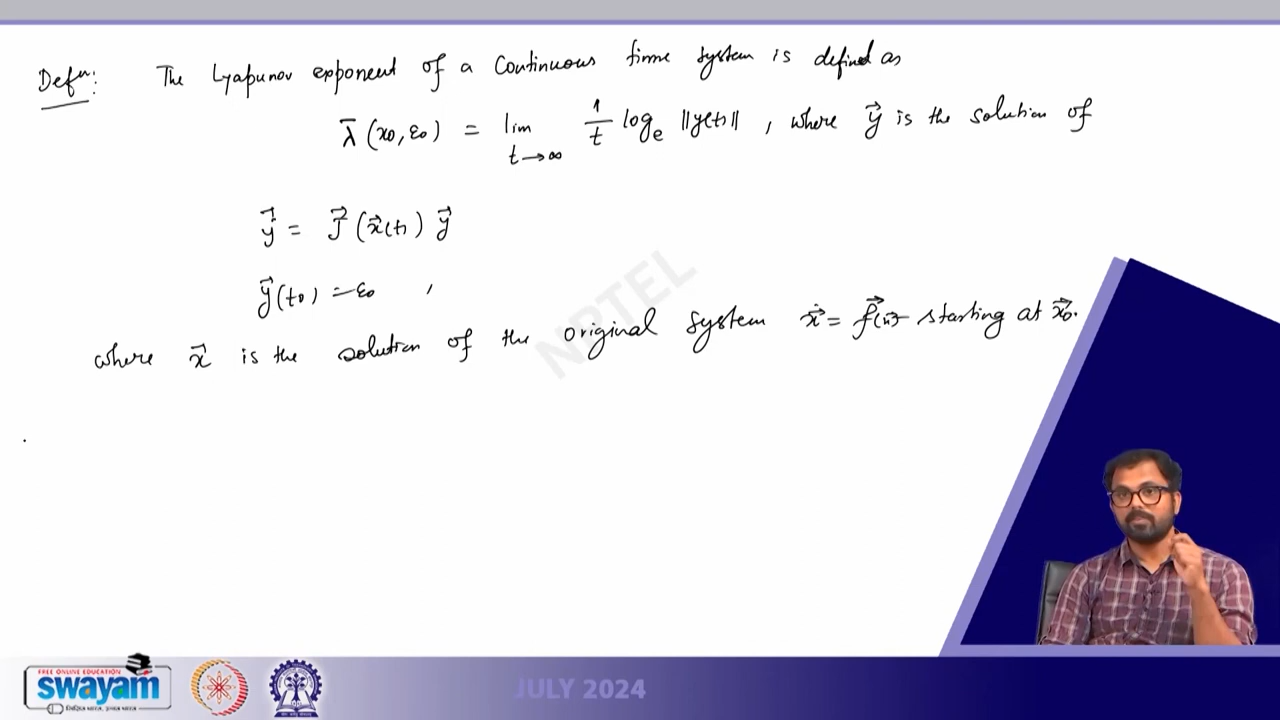 Defn: The Lyapunov exponent of a continuous time system is defined as
λ̄ (x₀, ε₀) = lim t→∞ 1/t logₑ ||y(t)|| , where y⃗ is the solution of
ẏ⃗ = J⃗ (x⃗(t)) y⃗
y⃗(t₀) = ε₀ ,
where x⃗ is the solution of the original system ẋ⃗ = f⃗(x) starting at x⃗₀.
NPTEL
FREE ONLINE EDUCATION
swayam
JULY 2024